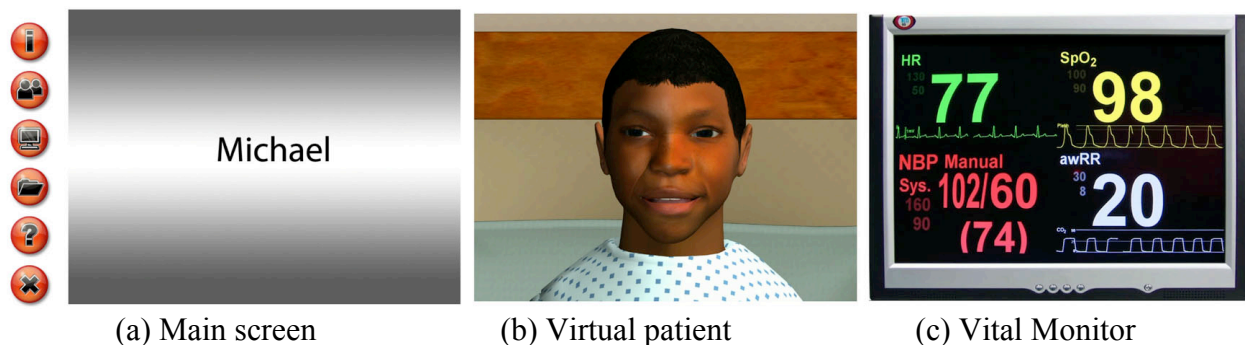 Michael
HR
130
50
77
SpO₂
100
90
98
NBP Manual
Sys.
160
90
102/60
(74)
awRR
30
8
20
CO₂
(a) Main screen
(b) Virtual patient
(c) Vital Monitor